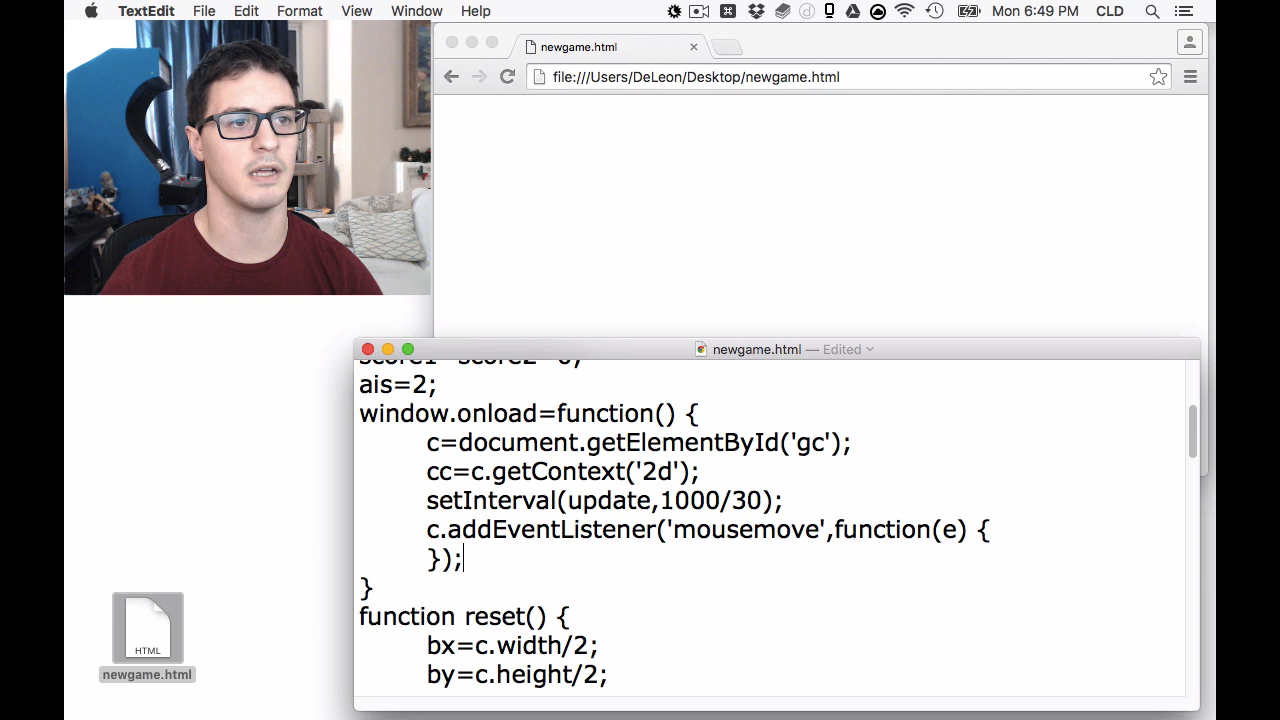 TextEdit File Edit Format View Window Help Mon 6:49 PM CLD
newgame.html
file:///Users/DeLeon/Desktop/newgame.html
newgame.html — Edited
ais=2;
window.onload=function() {
c=document.getElementById('gc');
cc=c.getContext('2d');
setInterval(update,1000/30);
c.addEventListener('mousemove',function(e) {
});
}
function reset() {
bx=c.width/2;
by=c.height/2;
HTML
newgame.html